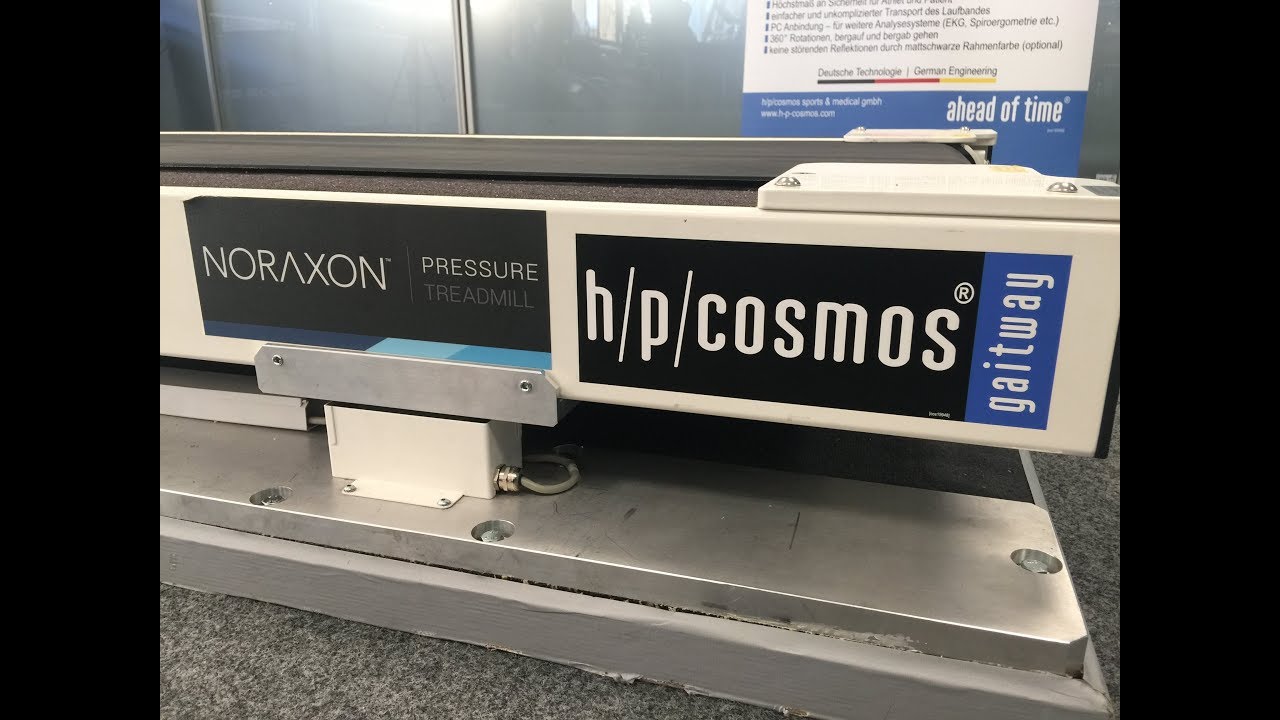 Höchstmaß an Sicherheit für Athlet und Patient
einfacher und unkomplizierter Transport des Laufbandes
PC Anbindung – für weitere Analysesysteme (EKG, Spiroergometrie etc.)
360° Rotationen, bergauf und bergab gehen
keine störenden Reflektionen durch mattschwarze Rahmenfarbe (optional)
Deutsche Technologie | German Engineering
h/p/cosmos sports & medical gmbh
www.h-p-cosmos.com
ahead of time®
NORAXON™
PRESSURE
TREADMILL
h/p/cosmos®
gaitway